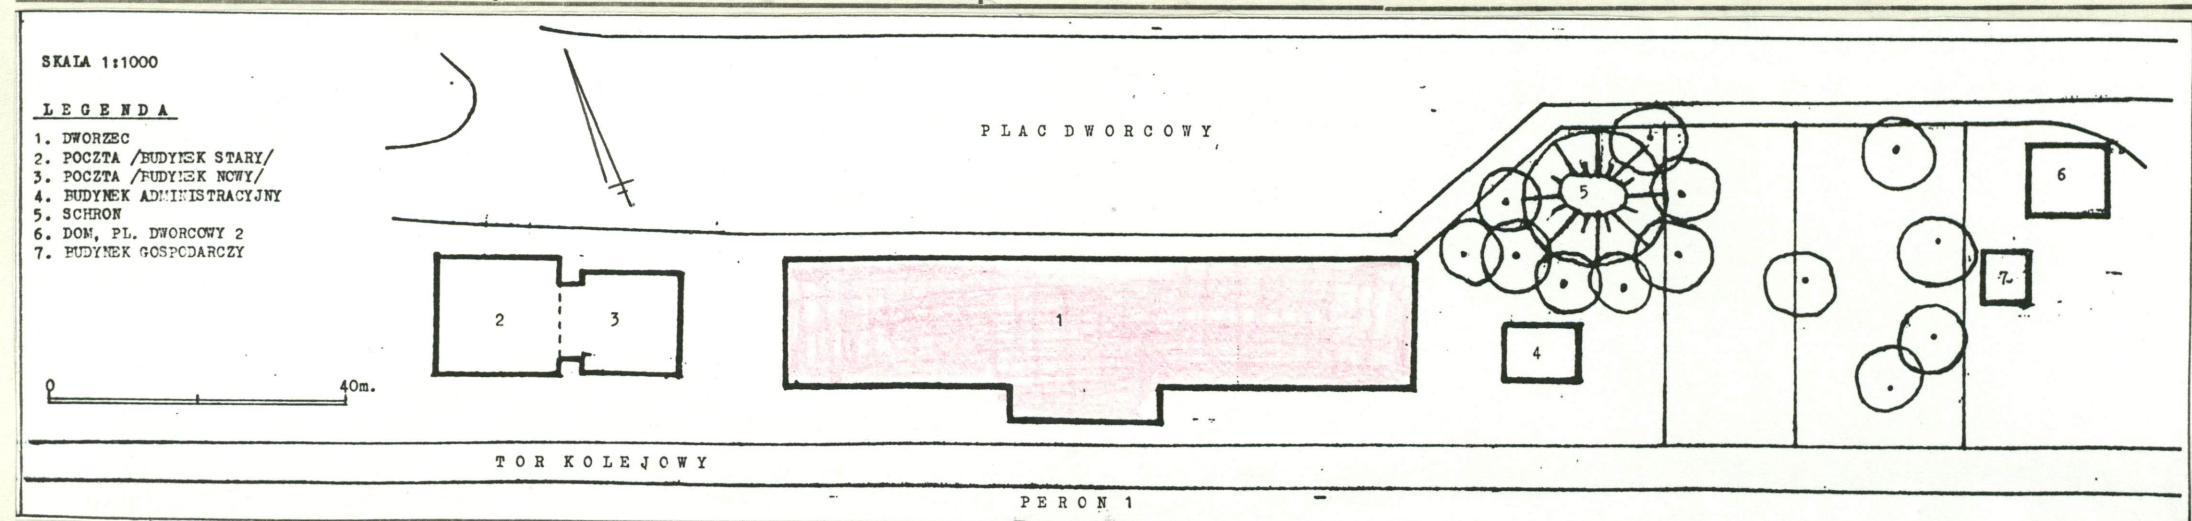 SKALA 1:1000
LEGENDA
1. DWORZEC
2. POCZTA /BUDYNEK STARY/
3. POCZTA /BUDYNEK NOWY/
4. BUDYNEK ADMINISTRACYJNY
5. SCHRON
6. DOM, PL. DWORCOWY 2
7. BUDYNEK GOSPODARCZY
PLAC DWORCOWY
5
6
7
2
3
1
4
0 40m.
TOR KOLEJOWY
PERON 1